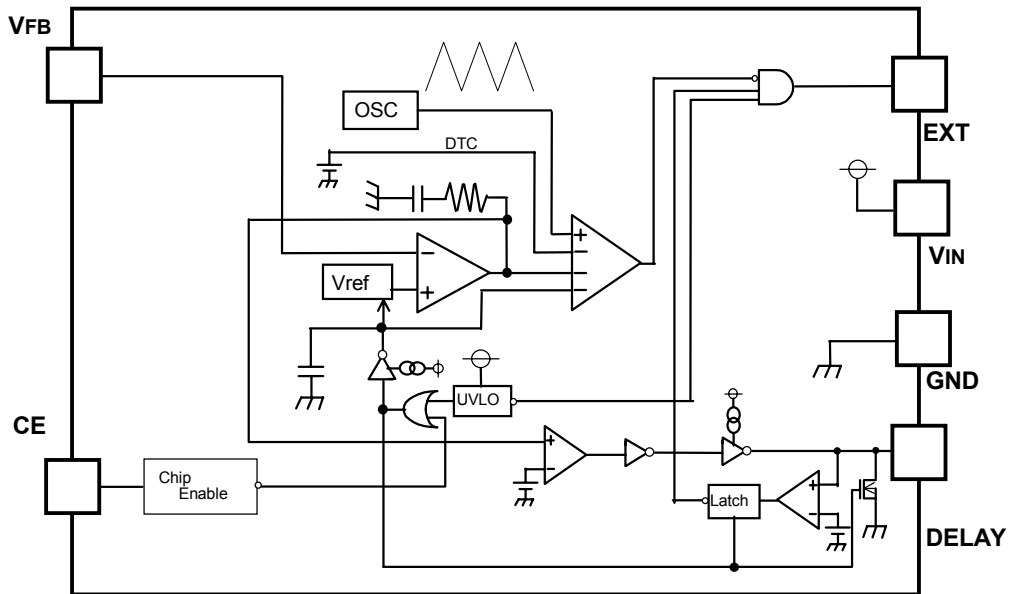 VFB
OSC
EXT
DTC
VIN
Vref
−
+
+
−
−
−
GND
UVLO
CE
+
−
Chip
Enable
Latch
+
−
DELAY